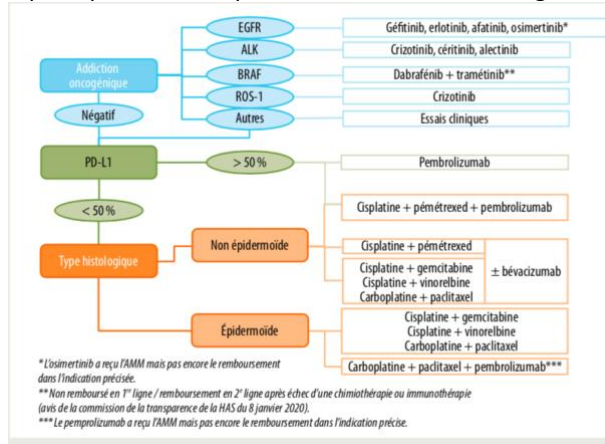 EGFR
Géfitinib, erlotinib, afatinib, osimertinib*
ALK
Crizotinib, céritinib, alectinib
Addiction
oncogénique
BRAF
Dabrafénib + tramétinib**
ROS-1
Crizotinib
Négatif
Autres
Essais cliniques
PD-L1
> 50 %
Pembrolizumab
< 50 %
Cisplatine + pémétrexed + pembrolizumab
Type histologique
Non épidermoïde
Cisplatine + pémétrexed
Cisplatine + gemcitabine
Cisplatine + vinorelbine
Carboplatine + paclitaxel
± bévacizumab
Épidermoïde
Cisplatine + gemcitabine
Cisplatine + vinorelbine
Carboplatine + paclitaxel
Carboplatine + paclitaxel + pembrolizumab***
* L'osimertinib a reçu l'AMM mais pas encore le remboursement
dans l'indication précisée.
** Non remboursé en 1re ligne / remboursement en 2e ligne après échec d'une chimiothérapie ou immunothérapie
(avis de la commission de la transparence de la HAS du 8 janvier 2020).
*** Le pemprolizumab a reçu l'AMM mais pas encore le remboursement dans l'indication précise.